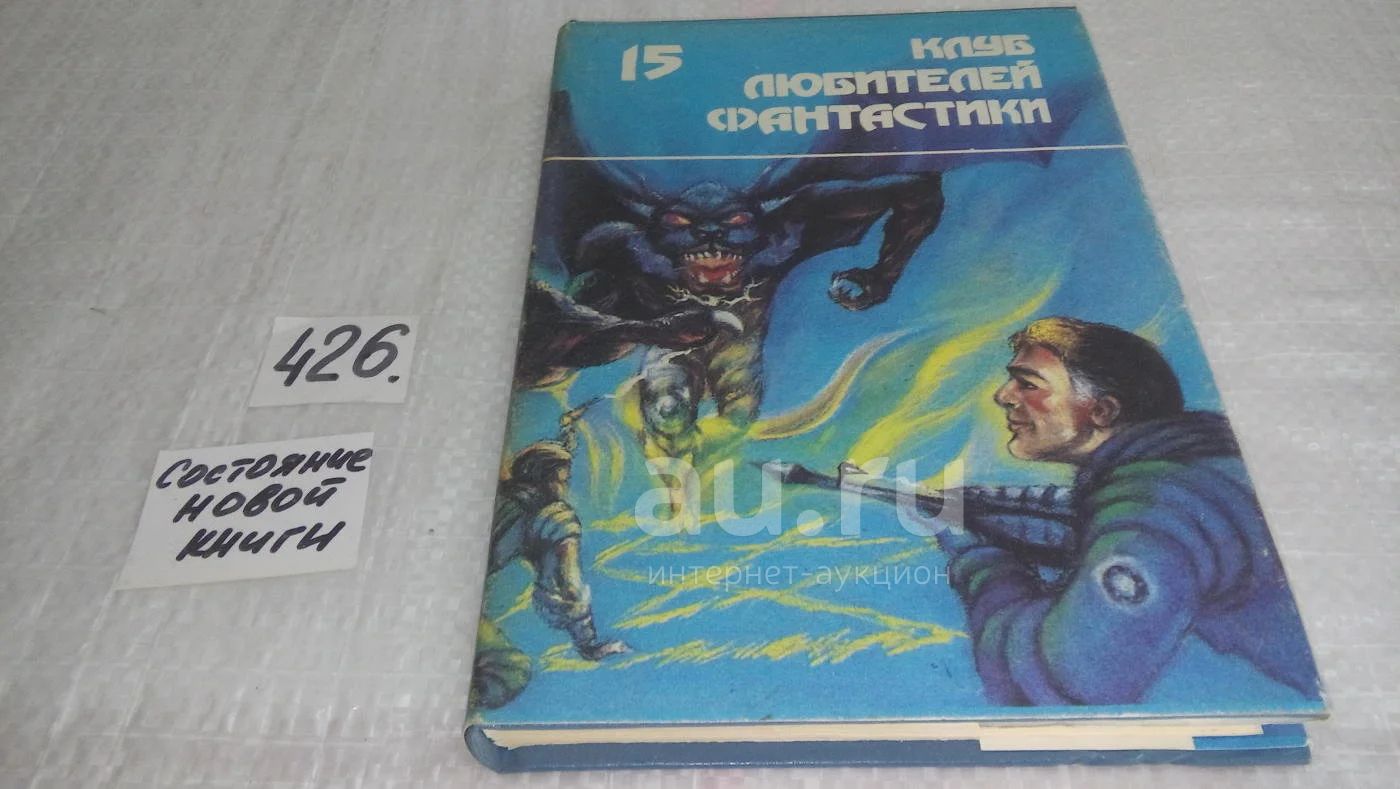 15
КЛУБ
ЛЮБИТЕЛЕЙ
ФАНТАСТИКИ
426.
Состояние
новой
книги
au.ru
интернет-аукцион